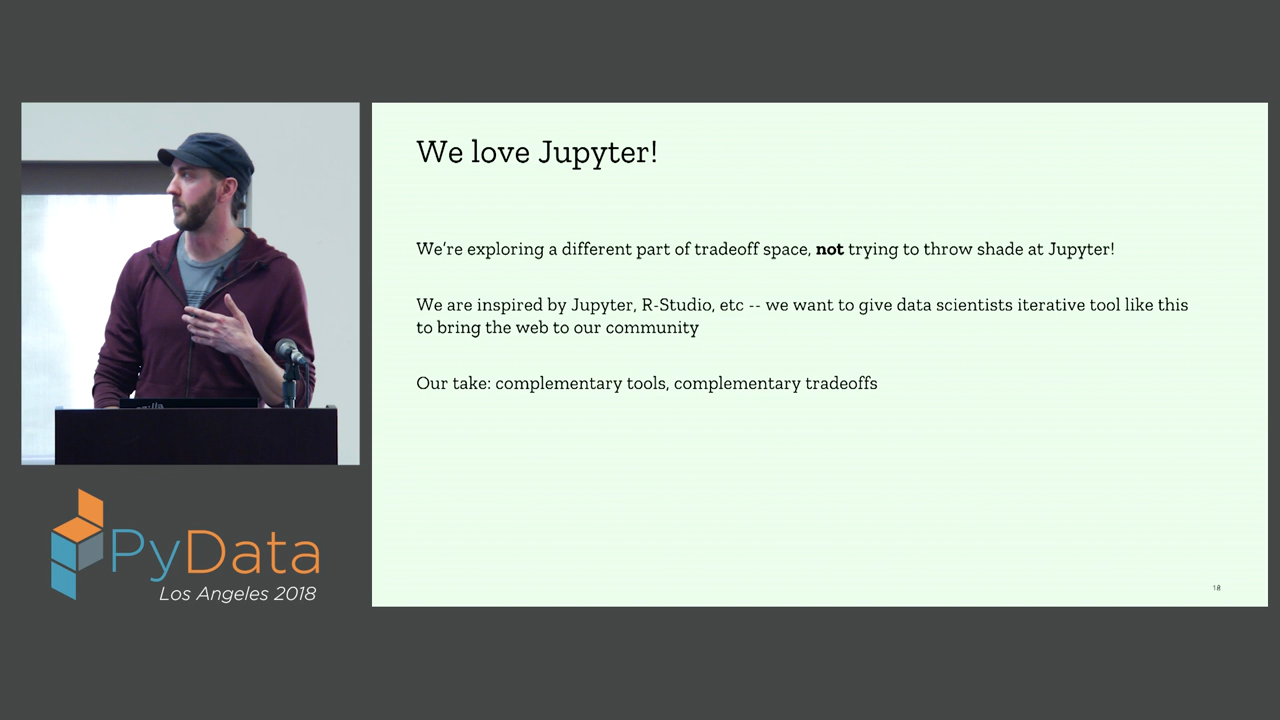 We love Jupyter!
We're exploring a different part of tradeoff space, not trying to throw shade at Jupyter!
We are inspired by Jupyter, R-Studio, etc -- we want to give data scientists iterative tool like this
to bring the web to our community
Our take: complementary tools, complementary tradeoffs
18
PyData
Los Angeles 2018